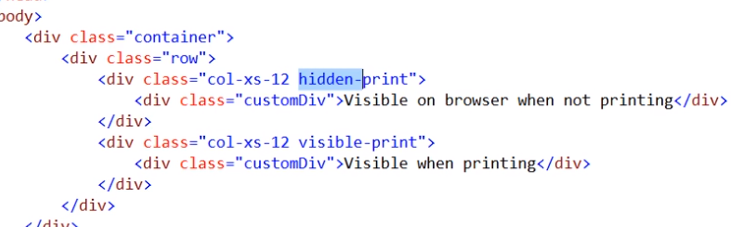 body>
<div class="container">
<div class="row">
<div class="col-xs-12 hidden-print">
<div class="customDiv">Visible on browser when not printing</div>
</div>
<div class="col-xs-12 visible-print">
<div class="customDiv">Visible when printing</div>
</div>
</div>
</div>